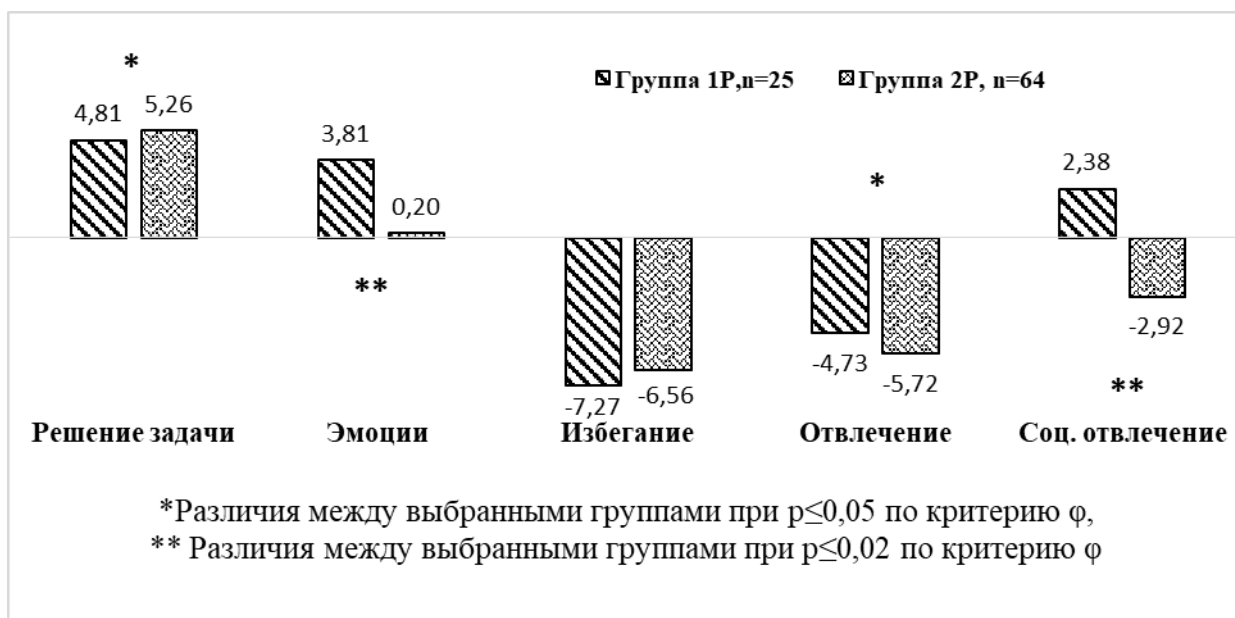 *
Группа 1Р,n=25 Группа 2Р, n=64
4,81 5,26 3,81 0,20 * 2,38
**
-7,27 -6,56 -4,73 -5,72 -2,92
**
Решение задачи Эмоции Избегание Отвлечение Соц. отвлечение
*Различия между выбранными группами при p≤0,05 по критерию φ,
** Различия между выбранными группами при p≤0,02 по критерию φ